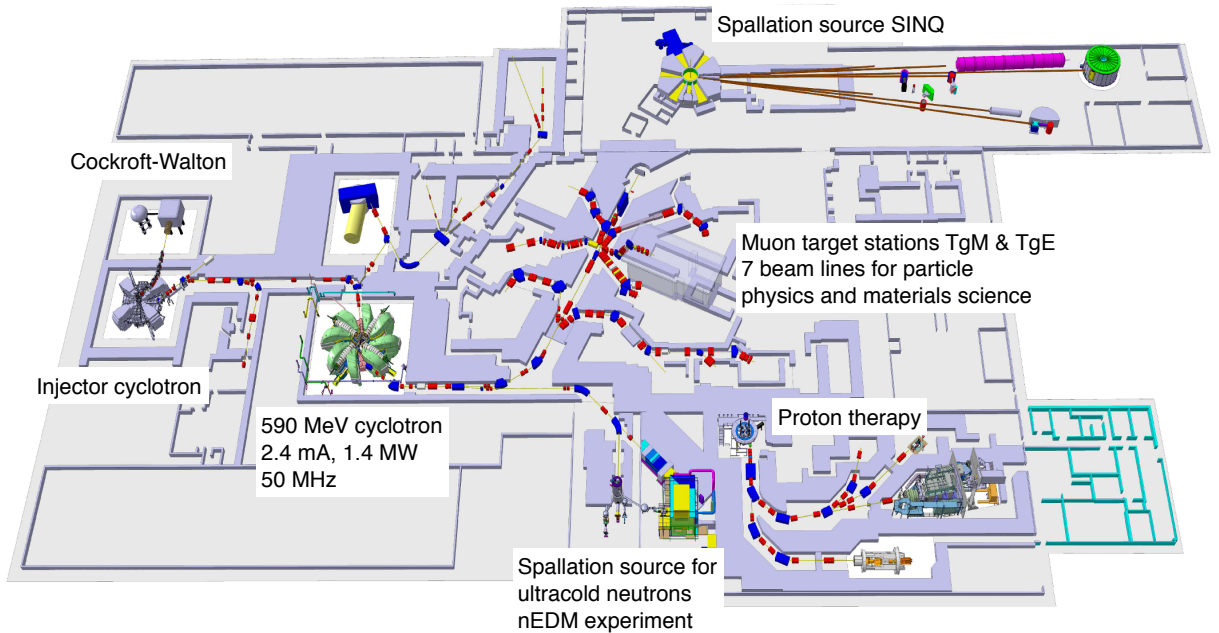 Spallation source SINQ
Cockroft-Walton
Muon target stations TgM & TgE
7 beam lines for particle
physics and materials science
Injector cyclotron
590 MeV cyclotron
2.4 mA, 1.4 MW
50 MHz
Proton therapy
Spallation source for
ultracold neutrons
nEDM experiment